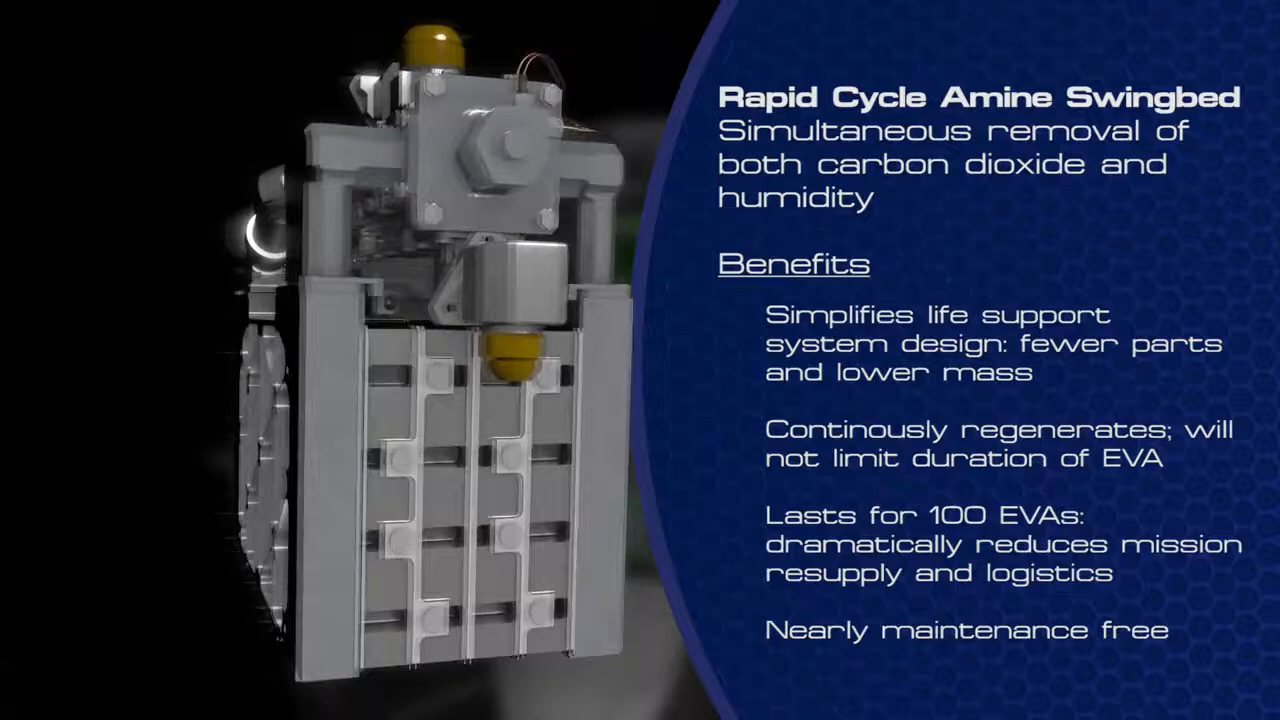 Rapid Cycle Amine Swingbed
Simultaneous removal of
both carbon dioxide and
humidity
Benefits
Simplifies life support
system design: fewer parts
and lower mass
Continously regenerates; will
not limit duration of EVA
Lasts for 100 EVAs:
dramatically reduces mission
resupply and logistics
Nearly maintenance free